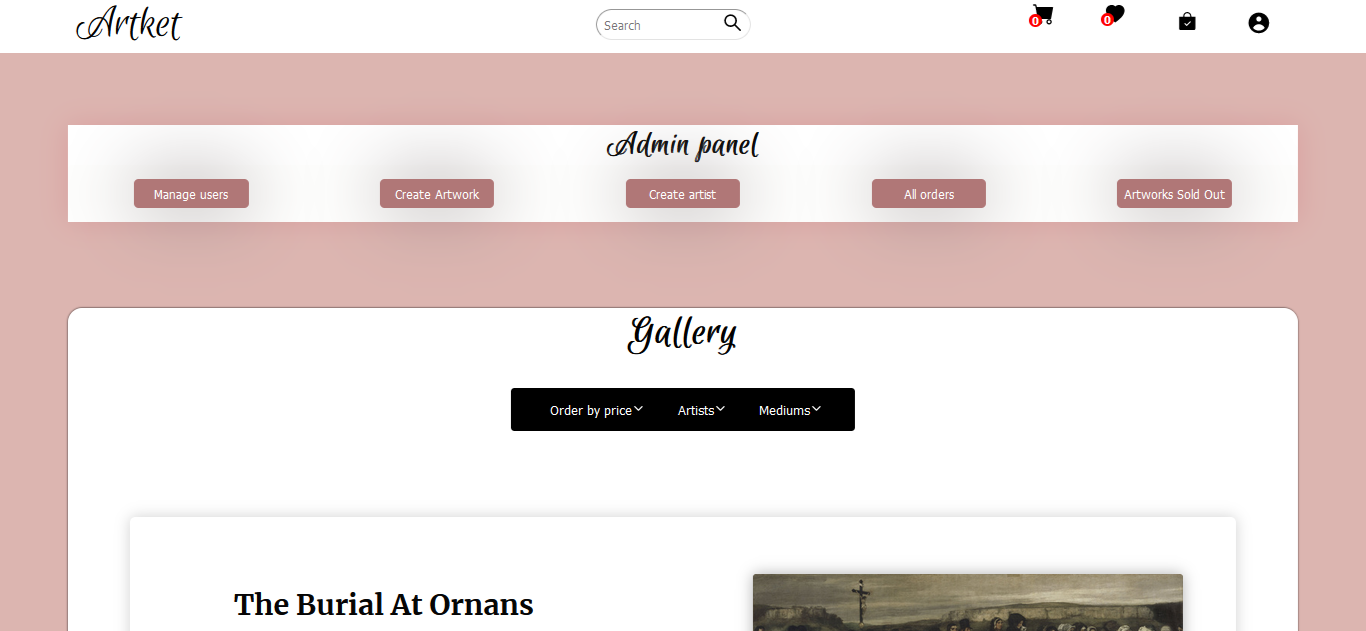 Artket
Search
0
0
Admin panel
Manage users
Create Artwork
Create artist
All orders
Artworks Sold Out
Gallery
Order by price
Artists
Mediums
The Burial At Ornans